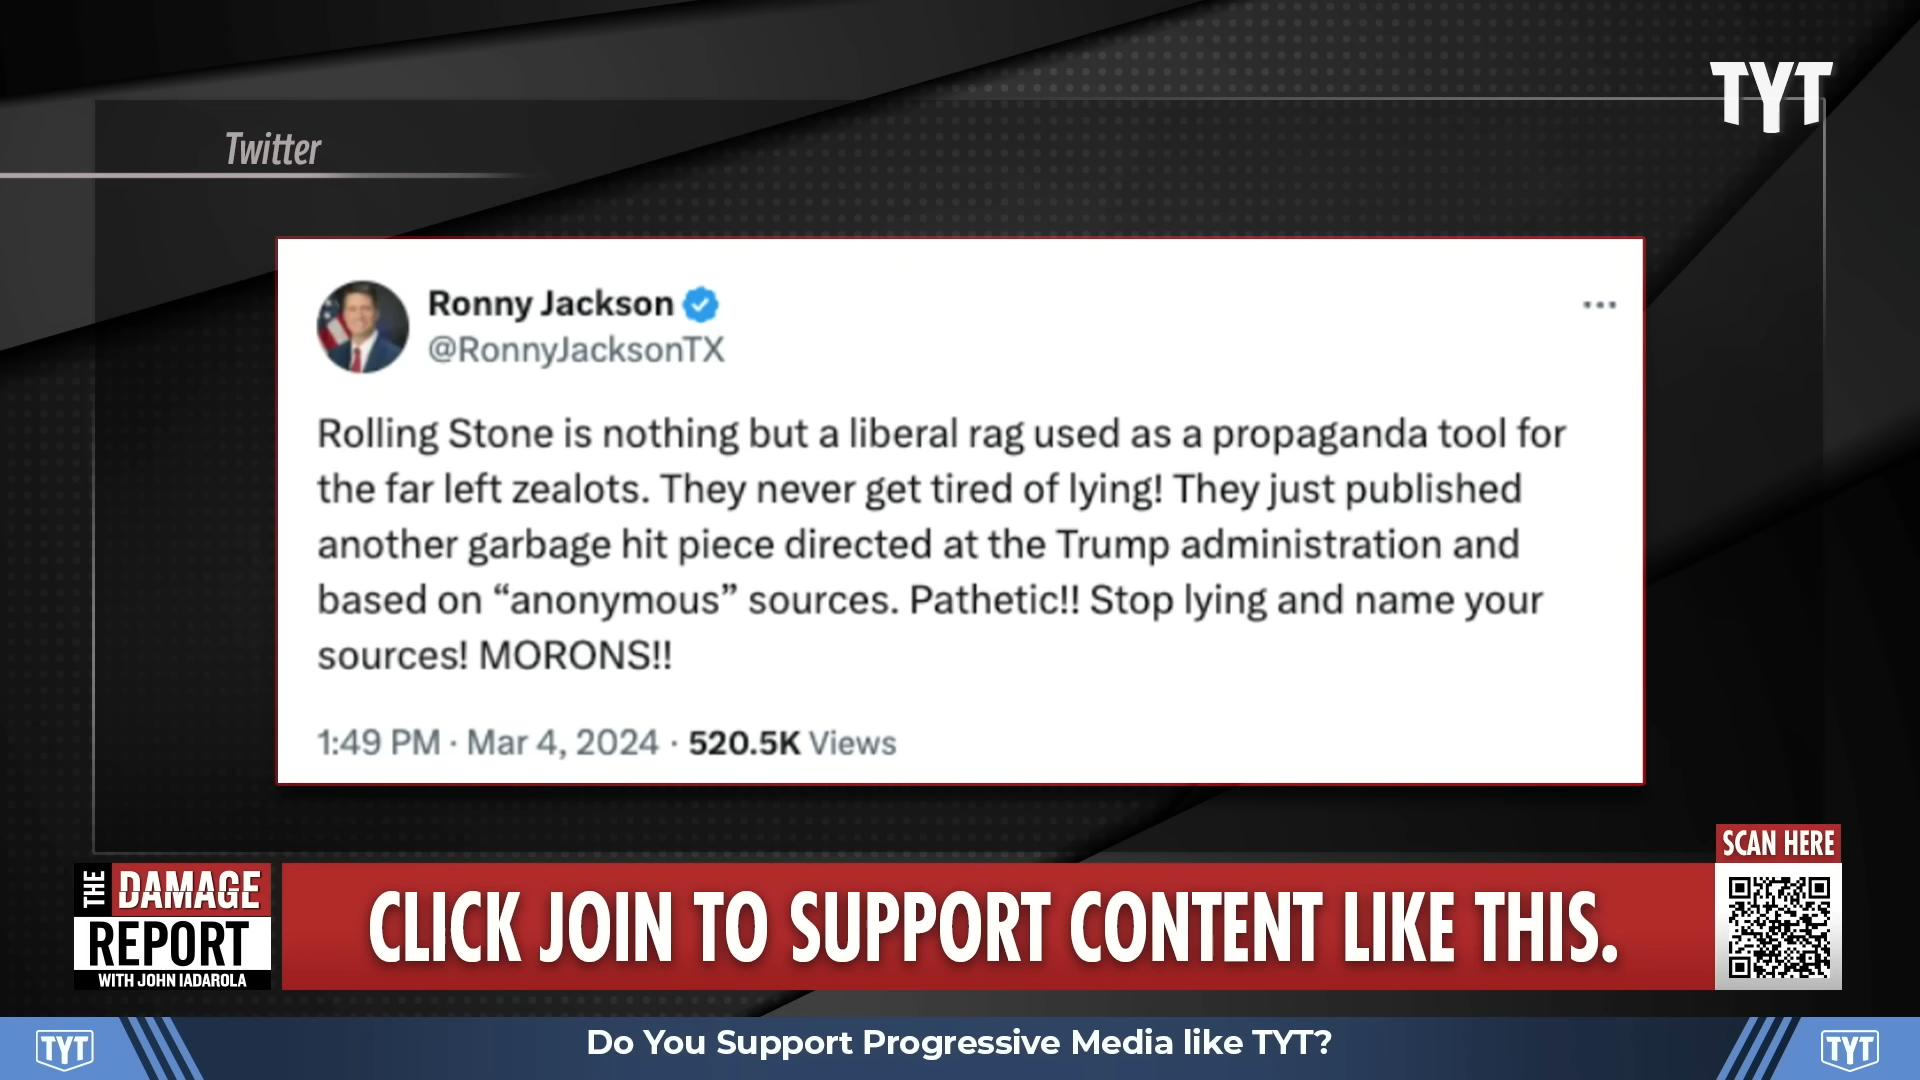 TYT
Twitter
Ronny Jackson
@RonnyJacksonTX
Rolling Stone is nothing but a liberal rag used as a propaganda tool for
the far left zealots. They never get tired of lying! They just published
another garbage hit piece directed at the Trump administration and
based on “anonymous” sources. Pathetic!! Stop lying and name your
sources! MORONS!!
1:49 PM · Mar 4, 2024 · 520.5K Views
SCAN HERE
THE DAMAGE
REPORT
WITH JOHN IADAROLA
CLICK JOIN TO SUPPORT CONTENT LIKE THIS.
TYT
Do You Support Progressive Media like TYT?
TYT